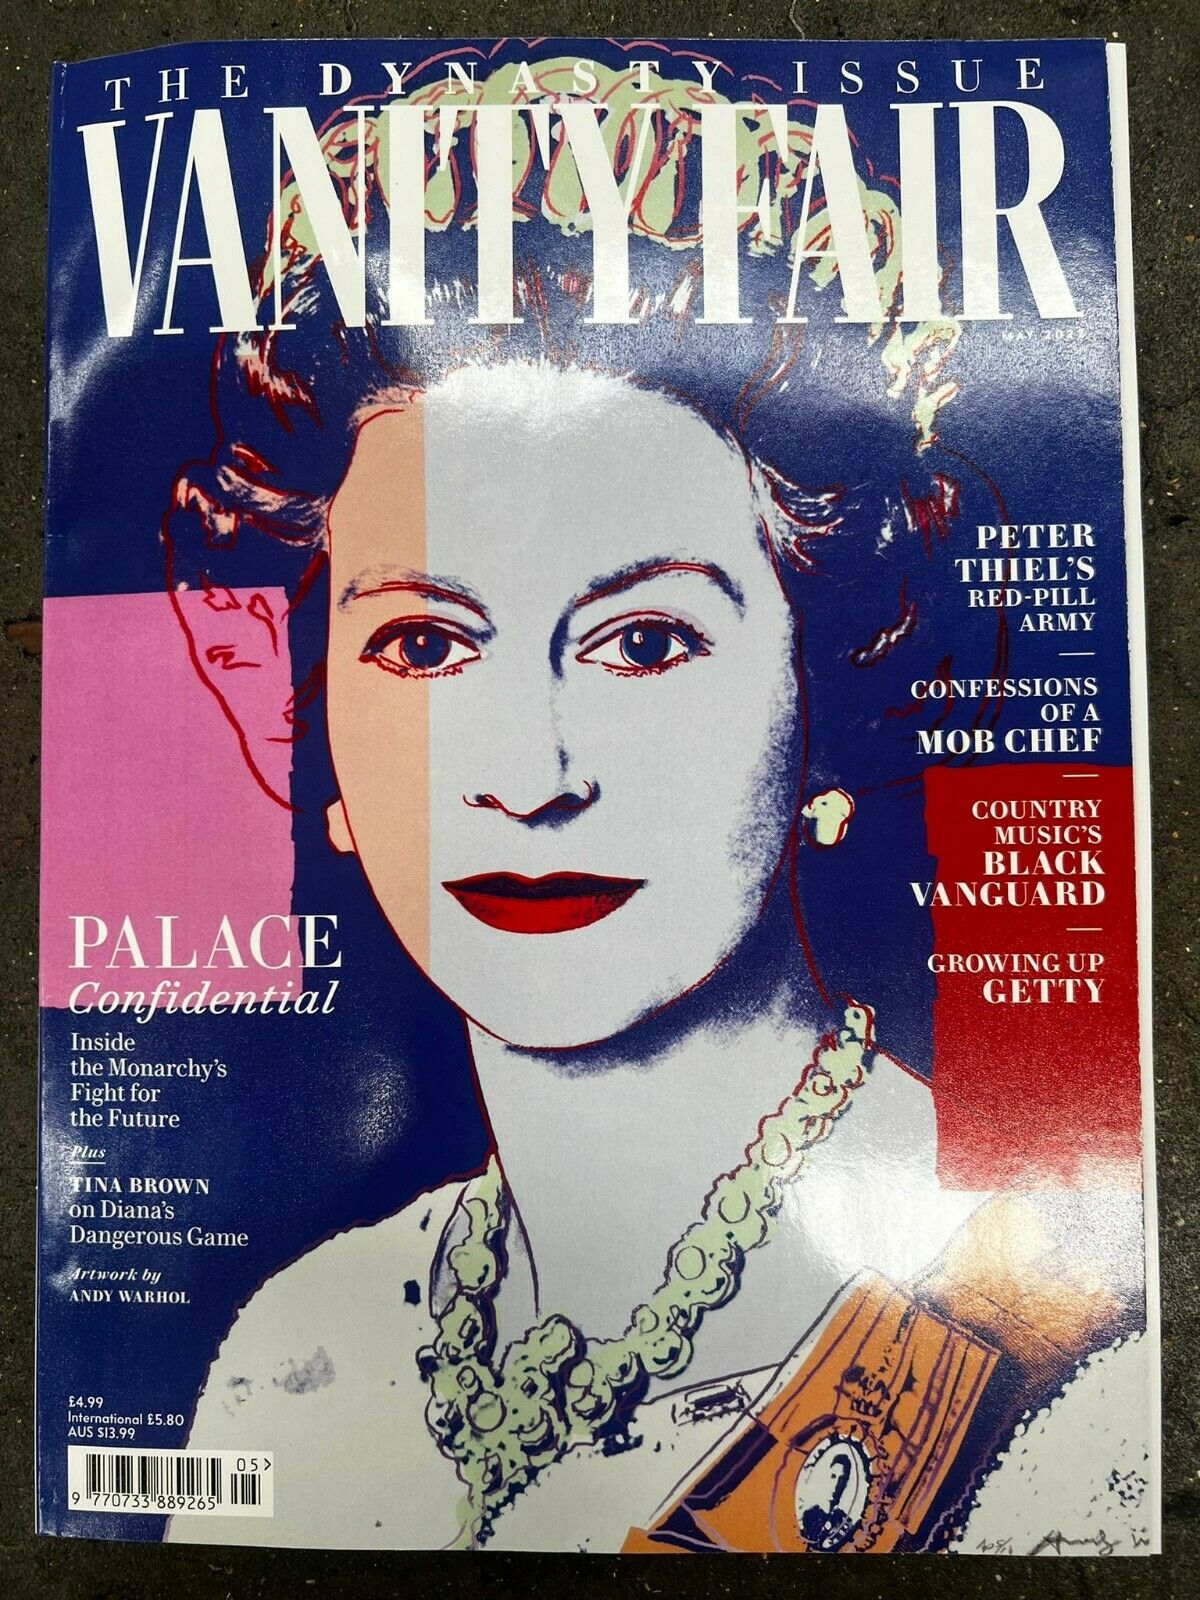 THE DYNASTY ISSUE
VANITY FAIR
MAY 2022
PETER
THIEL'S
RED-PILL
ARMY
CONFESSIONS
OF A
MOB CHEF
COUNTRY
MUSIC'S
BLACK
VANGUARD
GROWING UP
GETTY
PALACE
Confidential
Inside
the Monarchy's
Fight for
the Future
Plus
TINA BROWN
on Diana's
Dangerous Game
Artwork by
ANDY WARHOL
£4.99
International £5.80
AUS $13.99
05>
9 770733 889265